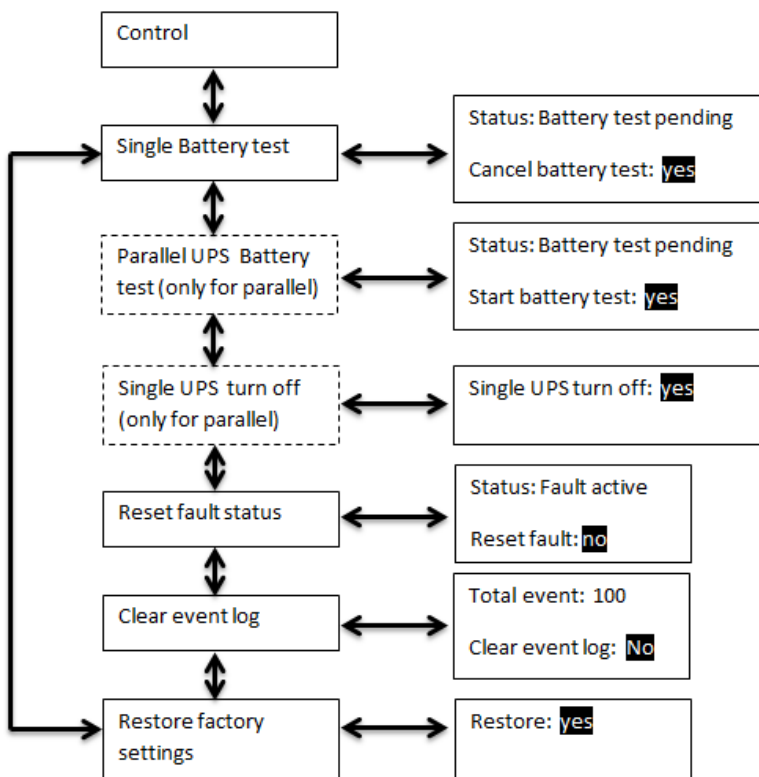 Control
Single Battery test
Status: Battery test pending
Cancel battery test: yes
Parallel UPS Battery
test (only for parallel)
Status: Battery test pending
Start battery test: yes
Single UPS turn off
(only for parallel)
Single UPS turn off: yes
Reset fault status
Status: Fault active
Reset fault: no
Clear event log
Total event: 100
Clear event log: No
Restore factory
settings
Restore: yes